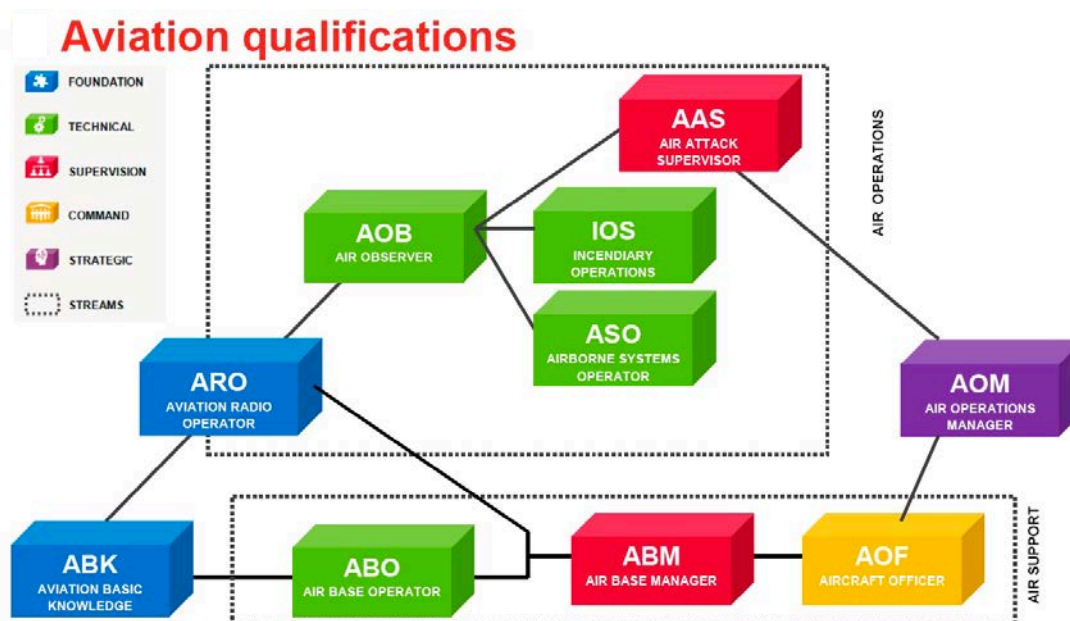 Aviation qualifications
FOUNDATION
TECHNICAL
SUPERVISION
COMMAND
STRATEGIC
STREAMS
AAS
AIR ATTACK
SUPERVISOR
AIR OPERATIONS
AOB
AIR OBSERVER
IOS
INCENDIARY
OPERATIONS
ASO
AIRBORNE SYSTEMS
OPERATOR
ARO
AVIATION RADIO
OPERATOR
AOM
AIR OPERATIONS
MANAGER
ABK
AVIATION BASIC
KNOWLEDGE
ABO
AIR BASE OPERATOR
ABM
AIR BASE MANAGER
AOF
AIRCRAFT OFFICER
AIR SUPPORT